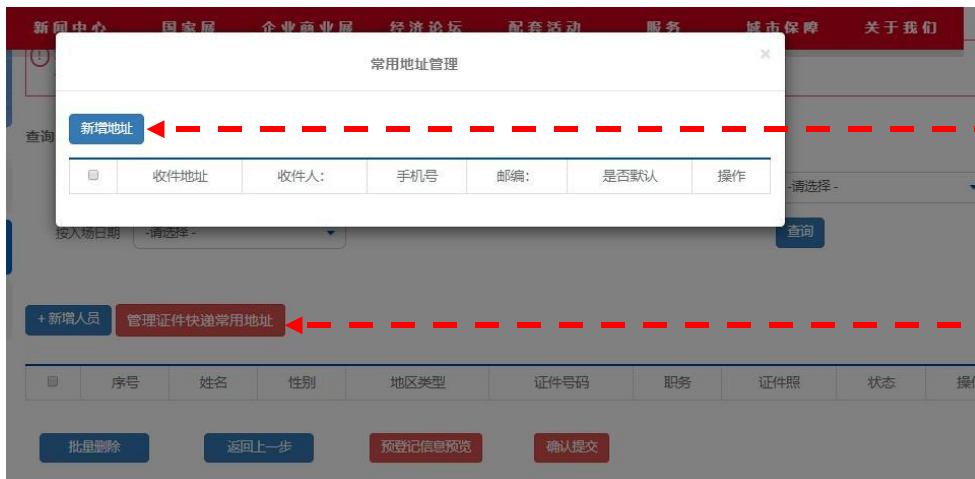 新闻中心 国家展 企业商业展 经济论坛 配套活动 服务 城市保障 关于我们
常用地址管理 ×
新增地址
查询
收件地址 收件人: 手机号 邮编: 是否默认 操作
-请选择 -
按入场日期 -请选择 - 查询
+新增人员 管理证件快递常用地址
序号 姓名 性别 地区类型 证件号码 职务 证件照 状态 操作
批量删除 返回上一步 预登记信息预览 确认提交